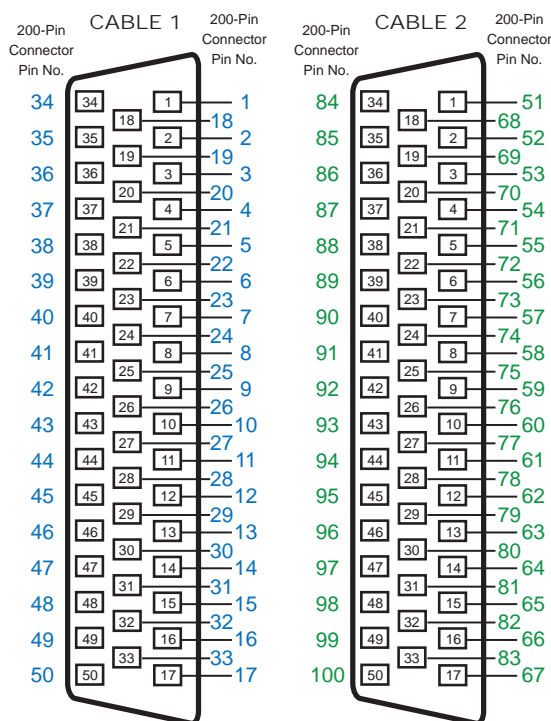 CABLE 1
CABLE 2
200-Pin Connector Pin No.
200-Pin Connector Pin No.
200-Pin Connector Pin No.
200-Pin Connector Pin No.
34 34 1 1 84 34 1 51
18 18 18 68
35 35 2 2 85 35 2 52
19 19 19 69
36 36 3 3 86 36 3 53
20 20 20 70
37 37 4 4 87 37 4 54
21 21 21 71
38 38 5 5 88 38 5 55
22 22 22 72
39 39 6 6 89 39 6 56
23 23 23 73
40 40 7 7 90 40 7 57
24 24 24 74
41 41 8 8 91 41 8 58
25 25 25 75
42 42 9 9 92 42 9 59
26 26 26 76
43 43 10 10 93 43 10 60
27 27 27 77
44 44 11 11 94 44 11 61
28 28 28 78
45 45 12 12 95 45 12 62
29 29 29 79
46 46 13 13 96 46 13 63
30 30 30 80
47 47 14 14 97 47 14 64
31 31 31 81
48 48 15 15 98 48 15 65
32 32 32 82
49 49 16 16 99 49 16 66
33 33 33 83
50 50 17 17 100 50 17 67